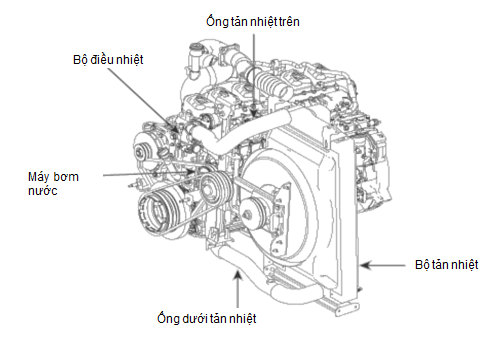 Ống tản nhiệt trên
Bộ điều nhiệt
Máy bơm
nước
Bộ tản nhiệt
Ống dưới tản nhiệt